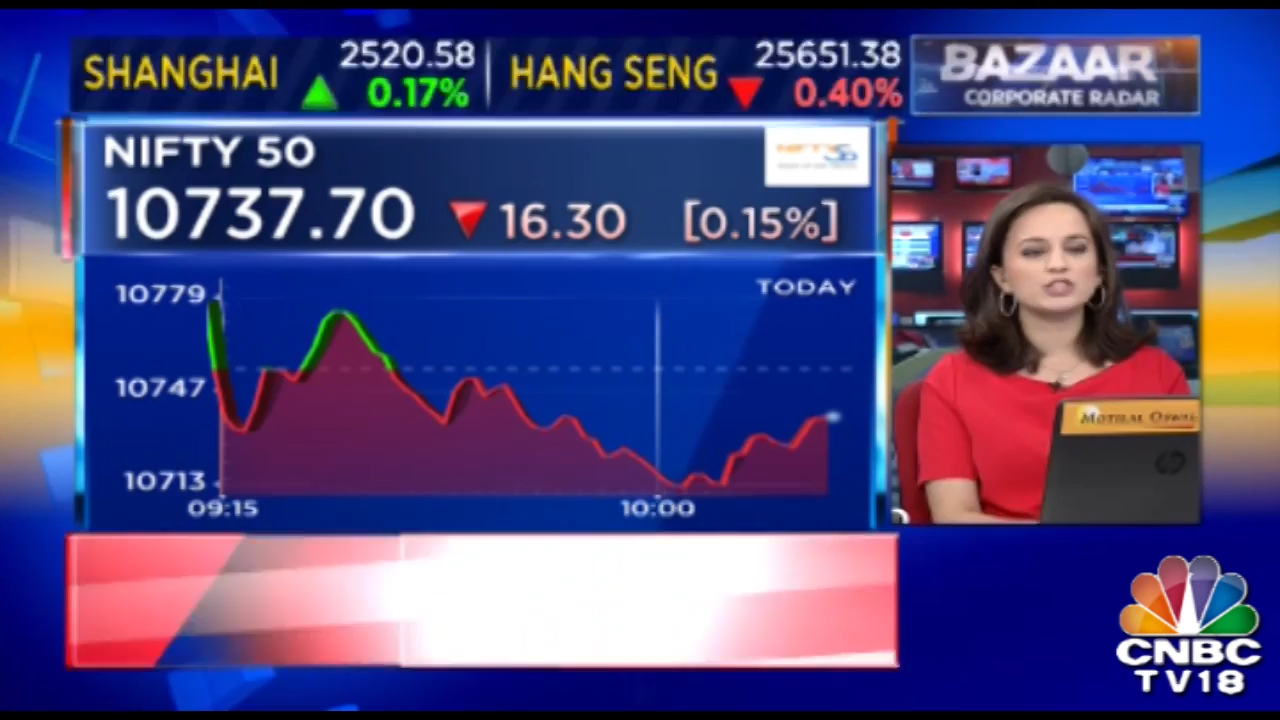 SHANGHAI
2520.58
0.17%
HANG SENG
25651.38
0.40%
BAZAAR
CORPORATE RADAR
NIFTY 50
10737.70
16.30
[0.15%]
TODAY
10779
10747
10713
09:15
10:00
MOTILAL OSWAL
hp
CNBC
TV18